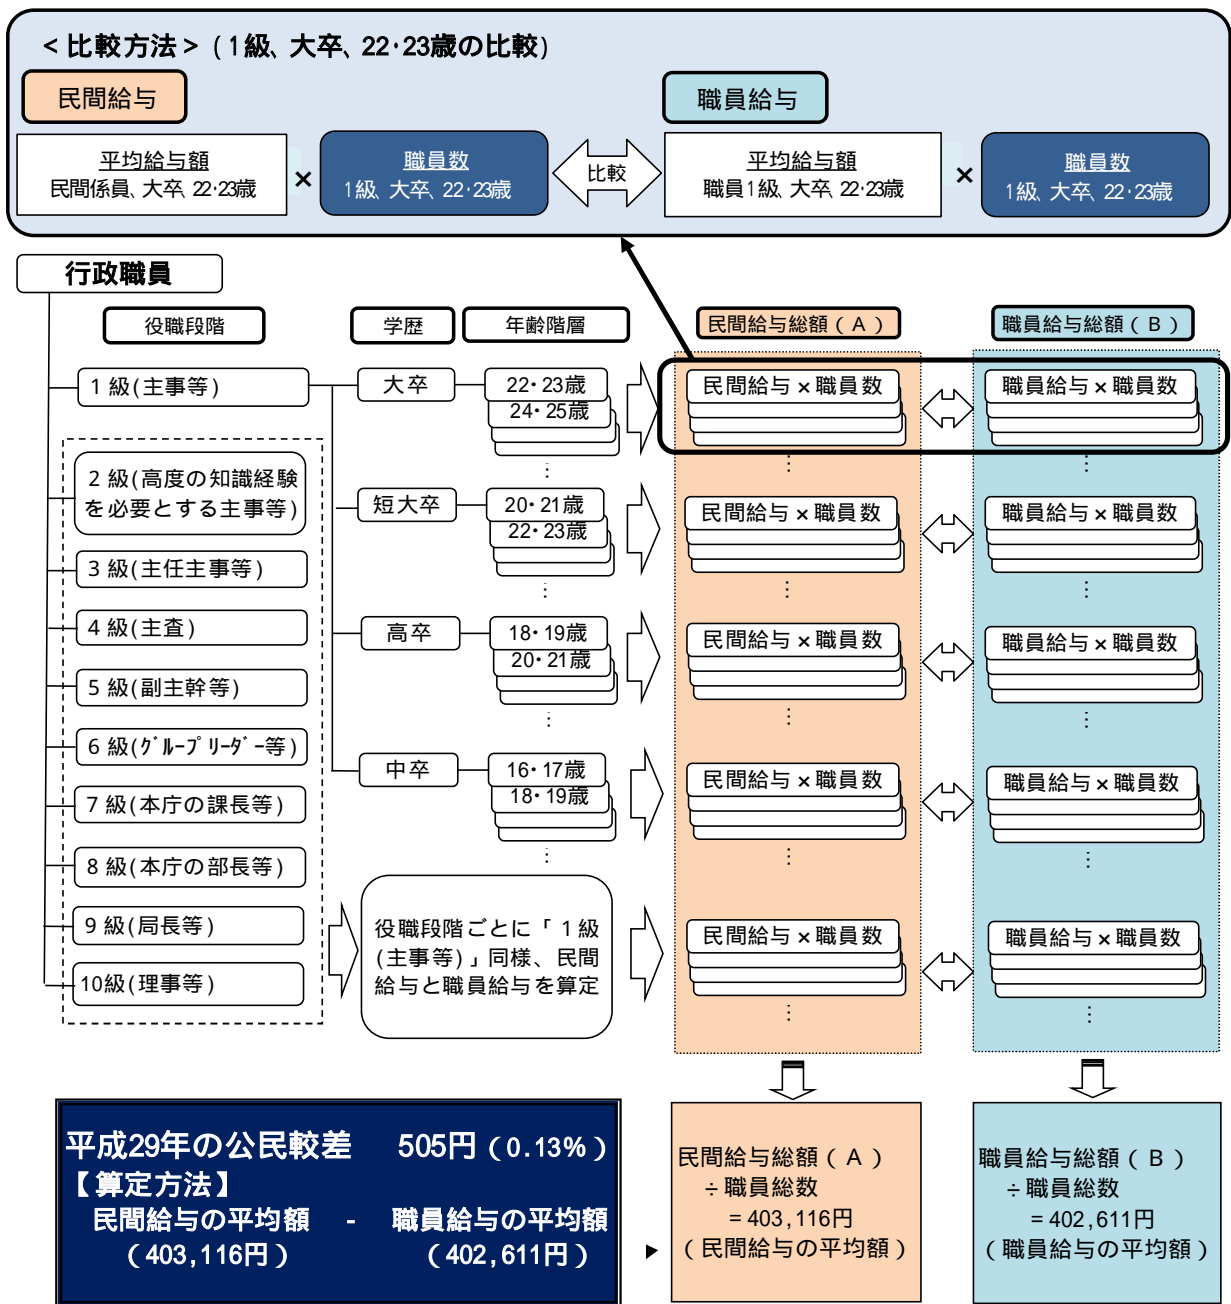 ＜比較方法＞（1級、大卒、22・23歳の比較）
民間給与
職員給与
平均給与額
民間係員、大卒、22・23歳
×
職員数
1級、大卒、22・23歳
比較
平均給与額
職員1級、大卒、22・23歳
×
職員数
1級、大卒、22・23歳
行政職員
役職段階
学歴
年齢階層
民間給与総額（A）
職員給与総額（B）
1級(主事等)
大卒
22・23歳
24・25歳
⋮
民間給与×職員数
⋮
職員給与×職員数
⋮
2級(高度の知識経験
を必要とする主事等)
短大卒
20・21歳
22・23歳
⋮
民間給与×職員数
⋮
職員給与×職員数
⋮
3級(主任主事等)
4級(主査)
高卒
18・19歳
20・21歳
⋮
民間給与×職員数
⋮
職員給与×職員数
⋮
5級(副主幹等)
6級(ｸﾞﾙｰﾌﾟﾘｰﾀﾞｰ等)
中卒
16・17歳
18・19歳
⋮
民間給与×職員数
⋮
職員給与×職員数
⋮
7級(本庁の課長等)
8級(本庁の部長等)
9級(局長等)
10級(理事等)
役職段階ごとに「1級
(主事等)」同様、民間
給与と職員給与を算定
民間給与×職員数
⋮
職員給与×職員数
⋮
平成29年の公民較差　505円（0.13%）
【算定方法】
民間給与の平均額　-　職員給与の平均額
（403,116円）　（402,611円）
民間給与総額（A）
÷職員総数
=403,116円
（民間給与の平均額）
職員給与総額（B）
÷職員総数
=402,611円
（職員給与の平均額）